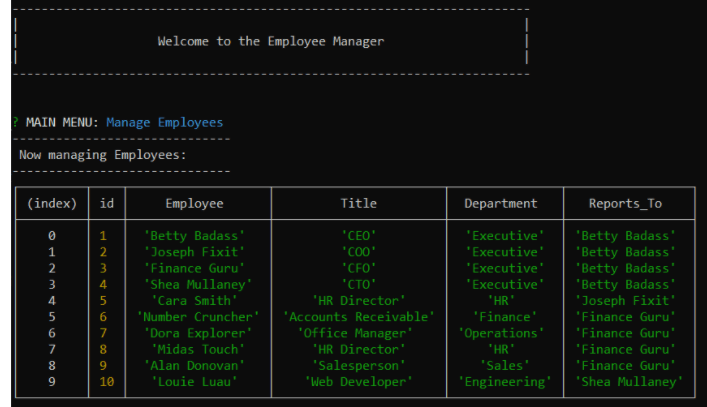 Welcome to the Employee Manager
? MAIN MENU: Manage Employees
Now managing Employees:
(index) id Employee Title Department Reports_To
0 1 'Betty Badass' 'CEO' 'Executive' 'Betty Badass'
1 2 'Joseph Fixit' 'COO' 'Executive' 'Betty Badass'
2 3 'Finance Guru' 'CFO' 'Executive' 'Betty Badass'
3 4 'Shea Mullaney' 'CTO' 'Executive' 'Betty Badass'
4 5 'Cara Smith' 'HR Director' 'HR' 'Joseph Fixit'
5 6 'Number Cruncher' 'Accounts Receivable' 'Finance' 'Finance Guru'
6 7 'Dora Explorer' 'Office Manager' 'Operations' 'Finance Guru'
7 8 'Midas Touch' 'HR Director' 'HR' 'Finance Guru'
8 9 'Alan Donovan' 'Salesperson' 'Sales' 'Finance Guru'
9 10 'Louie Luau' 'Web Developer' 'Engineering' 'Shea Mullaney'